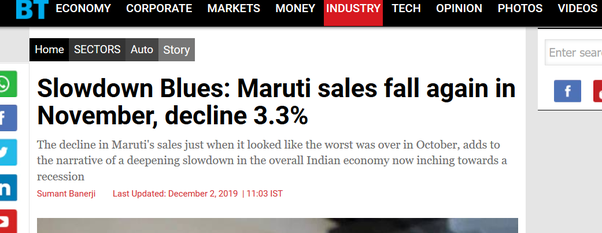 BT ECONOMY CORPORATE MARKETS MONEY INDUSTRY TECH OPINION PHOTOS VIDEOS
Home SECTORS Auto Story
Enter sear
Slowdown Blues: Maruti sales fall again in
November, decline 3.3%
The decline in Maruti's sales just when it looked like the worst was over in October, adds to
the narrative of a deepening slowdown in the overall Indian economy now inching towards a
recession
Sumant Banerji Last Updated: December 2, 2019 | 11:03 IST